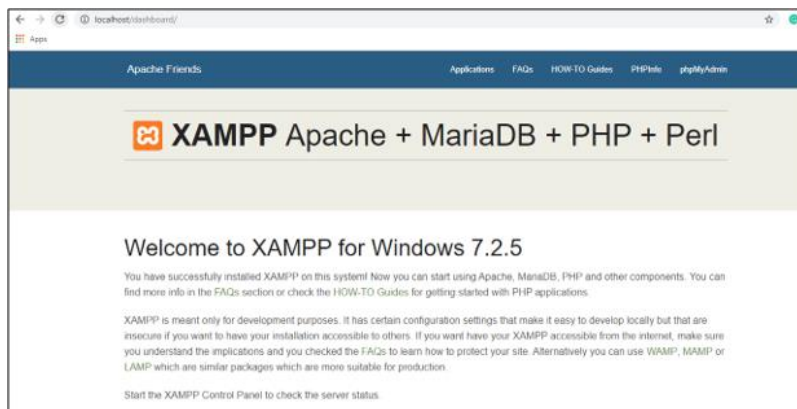 localhost/dashboard/
Apps
Apache Friends
Applications FAQs HOW-TO Guides PHPInfo phpMyAdmin
XAMPP Apache + MariaDB + PHP + Perl
Welcome to XAMPP for Windows 7.2.5
You have successfully installed XAMPP on this system! Now you can start using Apache, MariaDB, PHP and other components. You can
find more info in the FAQs section or check the HOW-TO Guides for getting started with PHP applications.
XAMPP is meant only for development purposes. It has certain configuration settings that make it easy to develop locally but that are
insecure if you want to have your installation accessible to others. If you want have your XAMPP accessible from the internet, make sure
you understand the implications and you checked the FAQs to learn how to protect your site. Alternatively you can use WAMP, MAMP or
LAMP which are similar packages which are more suitable for production.
Start the XAMPP Control Panel to check the server status.